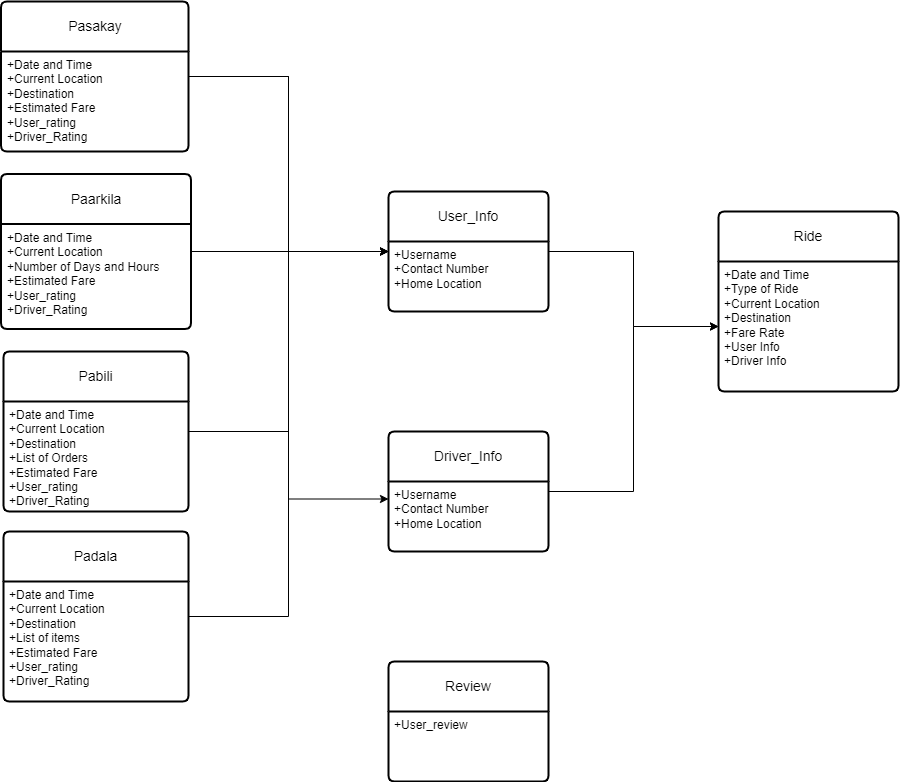 Pasakay
+Date and Time
+Current Location
+Destination
+Estimated Fare
+User_rating
+Driver_Rating
Paarkila
+Date and Time
+Current Location
+Number of Days and Hours
+Estimated Fare
+User_rating
+Driver_Rating
Pabili
+Date and Time
+Current Location
+Destination
+List of Orders
+Estimated Fare
+User_rating
+Driver_Rating
Padala
+Date and Time
+Current Location
+Destination
+List of items
+Estimated Fare
+User_rating
+Driver_Rating
User_Info
+Username
+Contact Number
+Home Location
Driver_Info
+Username
+Contact Number
+Home Location
Review
+User_review
Ride
+Date and Time
+Type of Ride
+Current Location
+Destination
+Fare Rate
+User Info
+Driver Info